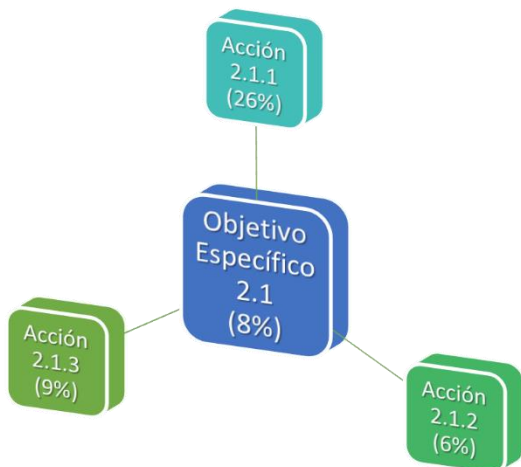 Acción
2.1.1
(26%)
Objetivo
Específico
2.1
(8%)
Acción
2.1.3
(9%)
Acción
2.1.2
(6%)